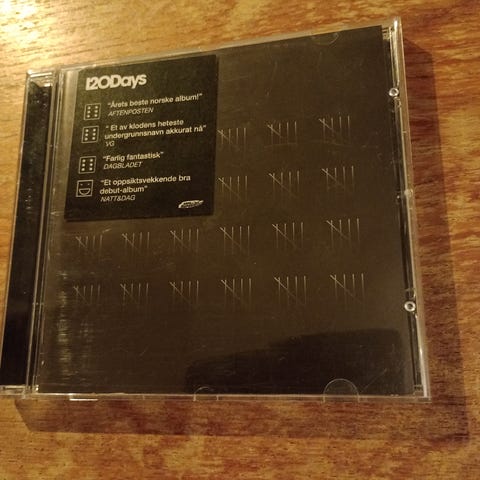 120Days
"Årets beste norske album!"
AFTENPOSTEN
" Et av klodens heteste
undergrunnsnavn akkurat nå"
VG
"Farlig fantastisk"
DAGBLADET
"Et oppsiktsvekkende bra
debut-album"
NATT&DAG